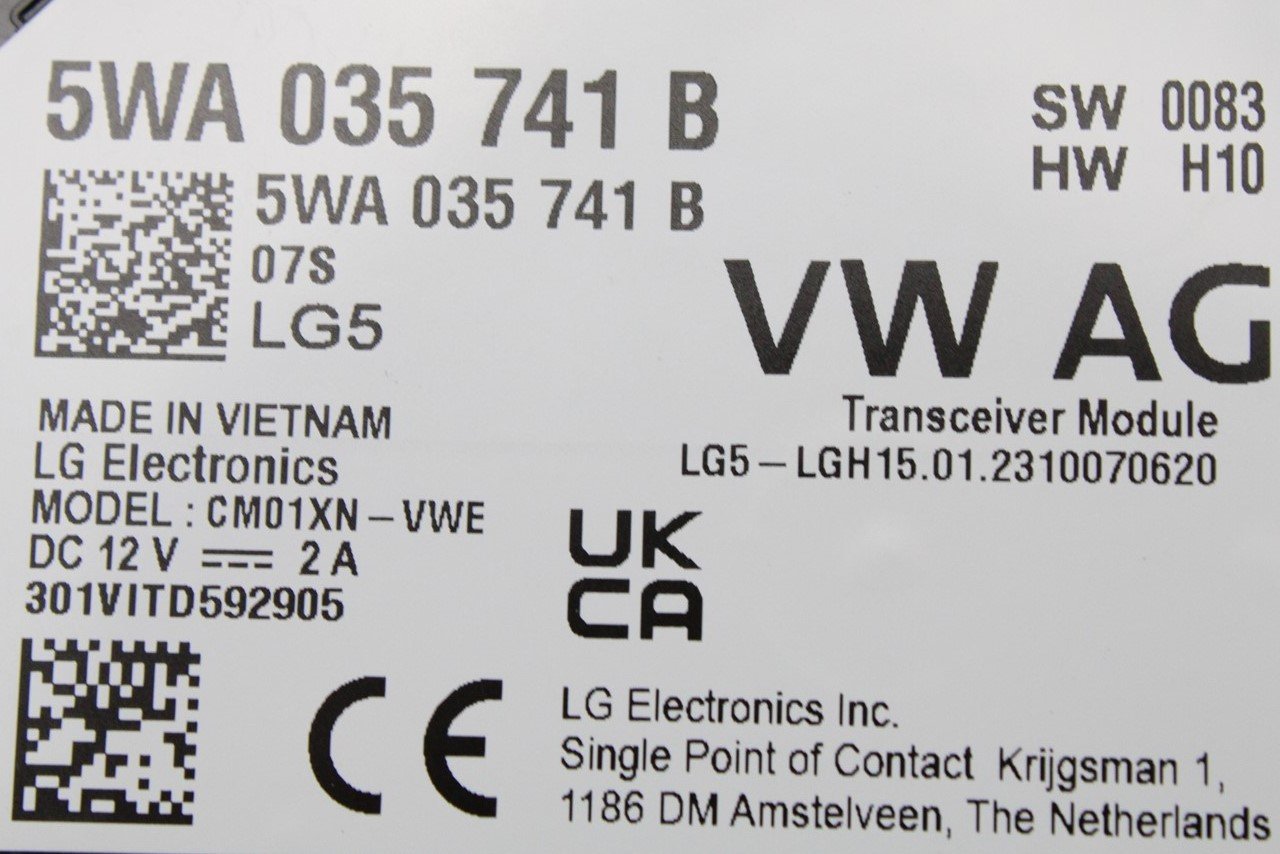 5WA 035 741 B
SW 0083
HW H10
5WA 035 741 B
07S
LG5
VW AG
Transceiver Module
LG5-LGH15.01.2310070620
MADE IN VIETNAM
LG Electronics
MODEL : CM01XN-VWE
DC 12 V ⎓ 2 A
301VITD592905
UK
CA
CE
LG Electronics Inc.
Single Point of Contact Krijgsman 1,
1186 DM Amstelveen, The Netherlands